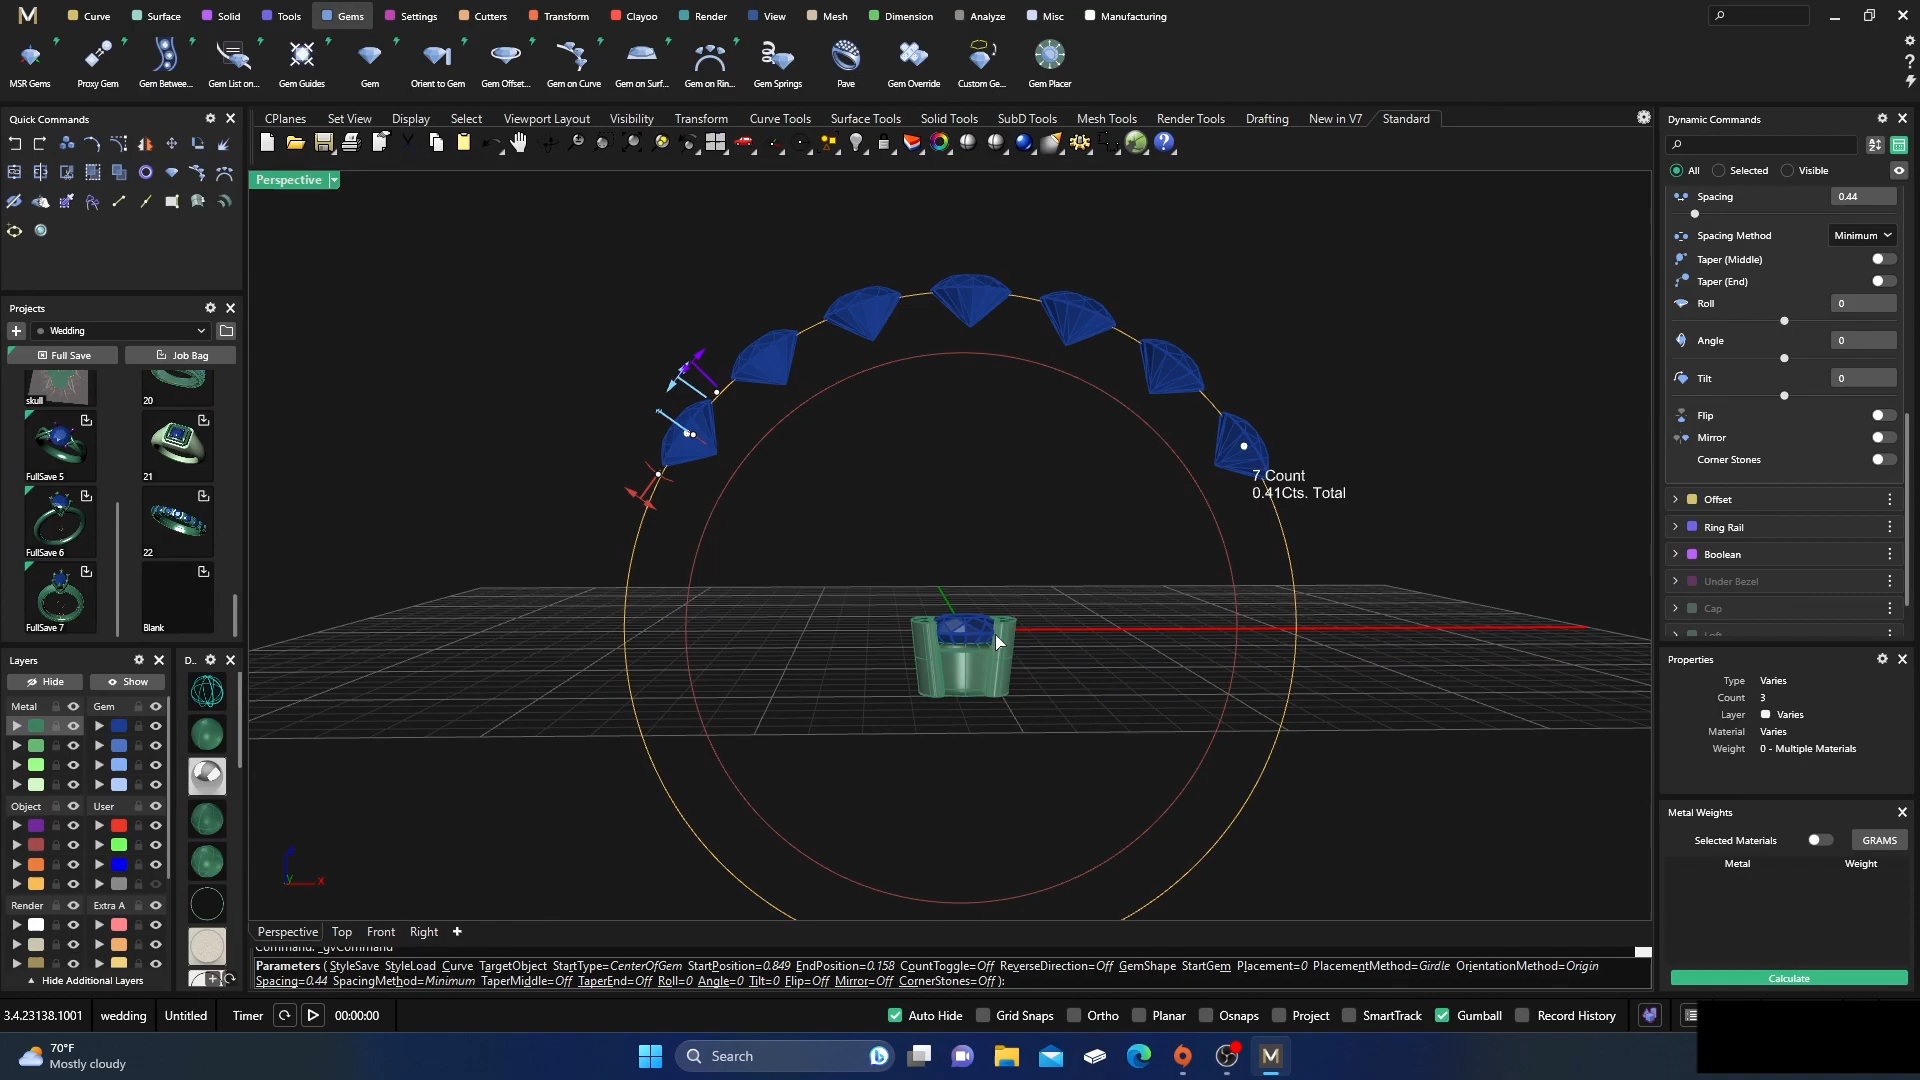 Curve Surface Solid Tools Gems Settings Cutters Transform Clayoo Render View Mesh Dimension Analyze Misc Manufacturing
MSR Gems Proxy Gem Gem Betwee... Gem List on... Gem Guides Gem Orient to Gem Gem Offset... Gem on Curve Gem on Surf... Gem on Rin... Gem Springs Pave Gem Override Custom Ge... Gem Placer
Quick Commands
CPlanes Set View Display Select Viewport Layout Visibility Transform Curve Tools Surface Tools Solid Tools SubD Tools Mesh Tools Render Tools Drafting New in V7 Standard
Perspective
7 Count
0.41Cts. Total
Projects
Wedding
Full Save Job Bag
skull 20
FullSave 5 21
FullSave 6 22
FullSave 7 Blank
Layers D..
Hide Show
Metal Gem
Object User
Render Extra A
Hide Additional Layers
x
y
Perspective Top Front Right
Command: _gvCommand
Parameters ( StyleSave StyleLoad Curve TargetObject StartType=CenterOfGem StartPosition=0.849 EndPosition=0.158 CountToggle=Off ReverseDirection=Off GemShape StartGem Placement=0 PlacementMethod=Girdle OrientationMethod=Origin
Spacing=0.44 SpacingMethod=Minimum TaperMiddle=Off TaperEnd=Off Roll=0 Angle=0 Tilt=0 Flip=Off Mirror=Off CornerStones=Off ):
Dynamic Commands
All Selected Visible
Spacing 0.44
Spacing Method Minimum
Taper (Middle)
Taper (End)
Roll 0
Angle 0
Tilt 0
Flip
Mirror
Corner Stones
Offset
Ring Rail
Boolean
Under Bezel
Cap
Loft
Properties
Type Varies
Count 3
Layer Varies
Material Varies
Weight 0 - Multiple Materials
Metal Weights
Selected Materials GRAMS
Metal Weight
Calculate
3.4.23138.1001 wedding Untitled Timer 00:00:00 Auto Hide Grid Snaps Ortho Planar Osnaps Project SmartTrack Gumball Record History
70°F
Mostly cloudy
Search